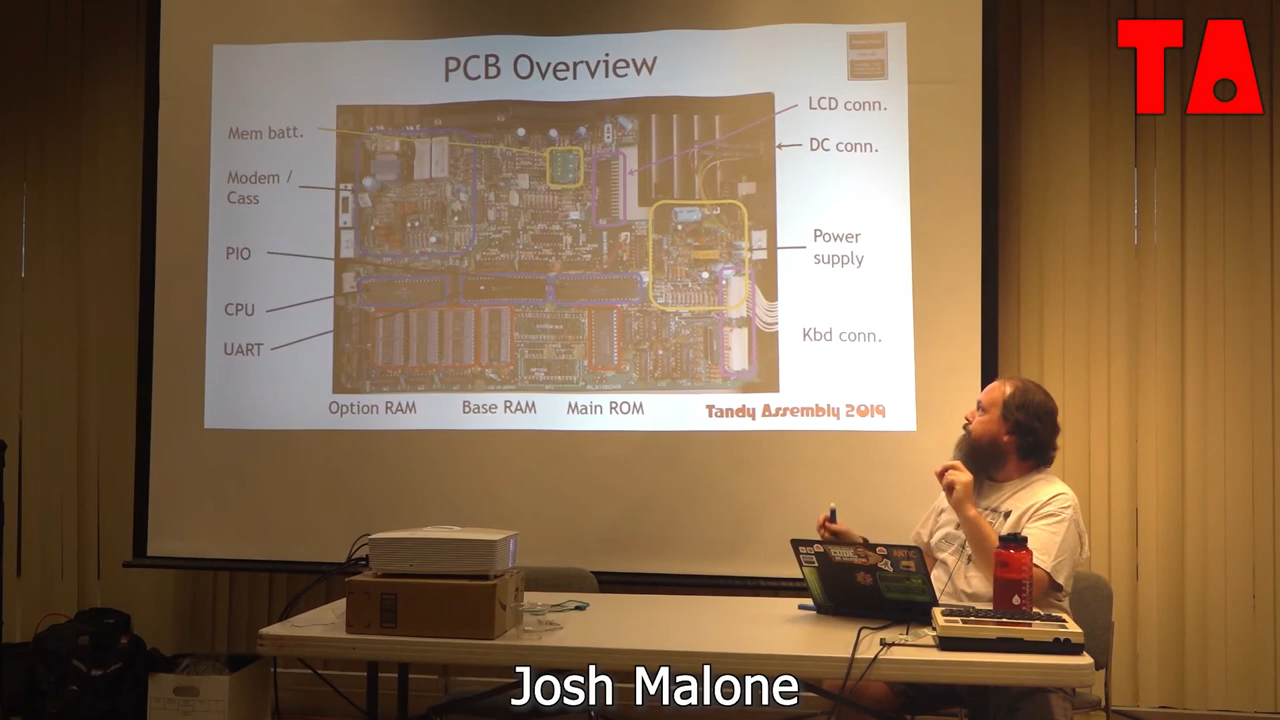 TA
PCB Overview
Mem batt.
Modem /
Cass
PIO
CPU
UART
LCD conn.
DC conn.
Power
supply
Kbd conn.
Option RAM
Base RAM
Main ROM
Tandy Assembly 2019
CODE
Josh Malone